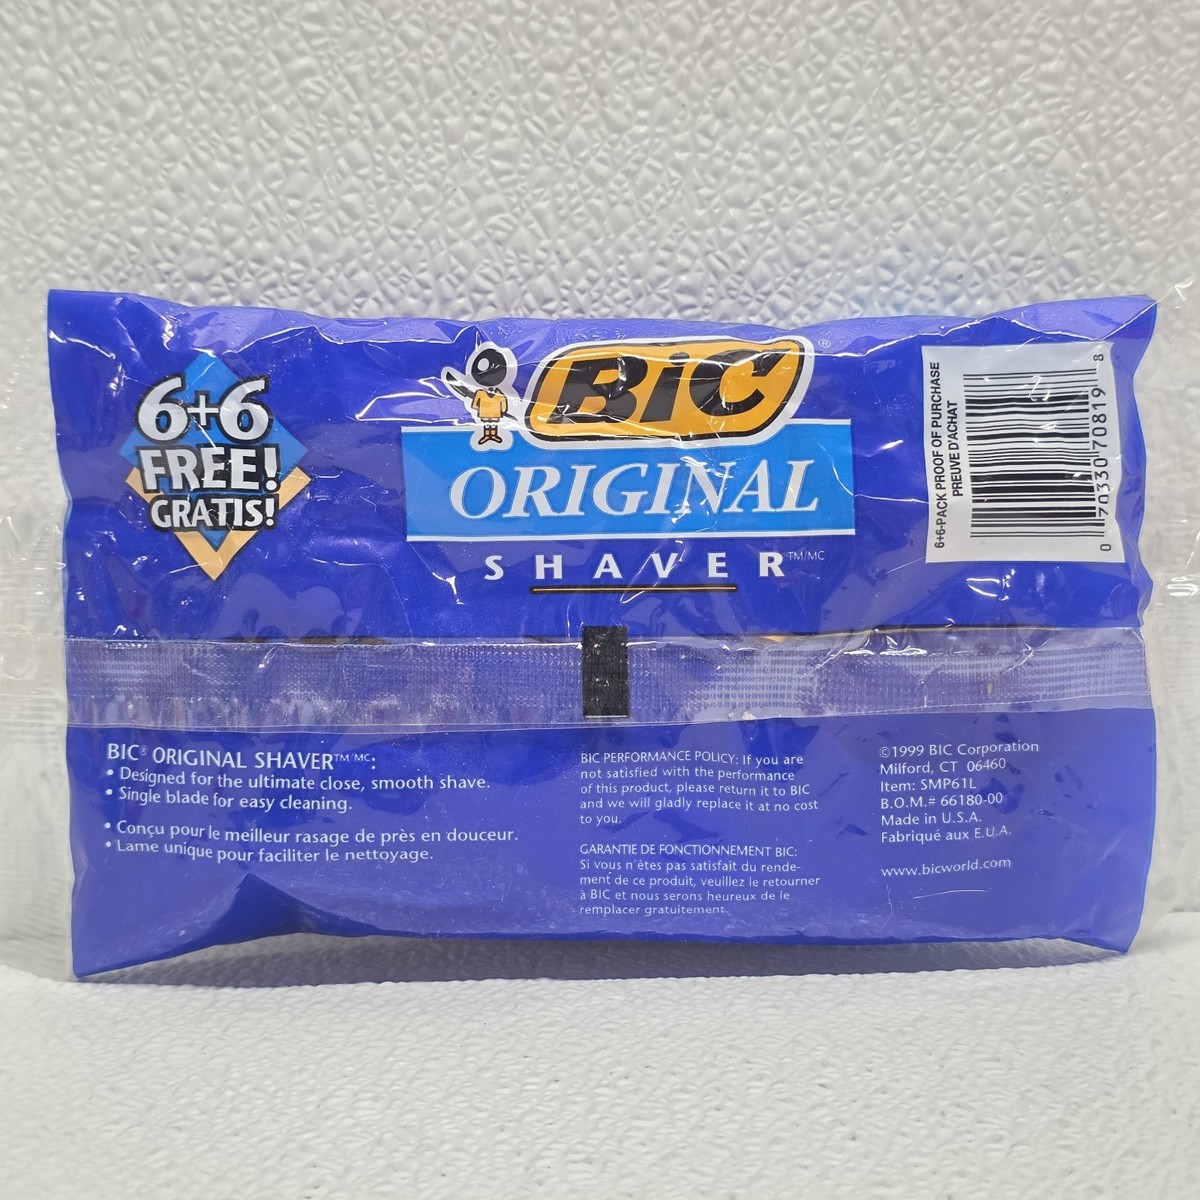 6+6
FREE!
GRATIS!
BiC ®
ORIGINAL
SHAVER™/MC
6+6-PACK PROOF OF PURCHASE
PREUVE D'ACHAT
0 70330 70819 8
BIC® ORIGINAL SHAVER™/MC:
• Designed for the ultimate close, smooth shave.
• Single blade for easy cleaning.
• Conçu pour le meilleur rasage de près en douceur.
• Lame unique pour faciliter le nettoyage.
BIC PERFORMANCE POLICY: If you are
not satisfied with the performance
of this product, please return it to BIC
and we will gladly replace it at no cost
to you.
GARANTIE DE FONCTIONNEMENT BIC:
Si vous n'êtes pas satisfait du rende-
ment de ce produit, veuillez le retourner
à BIC et nous serons heureux de le
remplacer gratuitement.
©1999 BIC Corporation
Milford, CT 06460
Item: SMP61L
B.O.M.# 66180-00
Made in U.S.A.
Fabriqué aux E.U.A.
www.bicworld.com